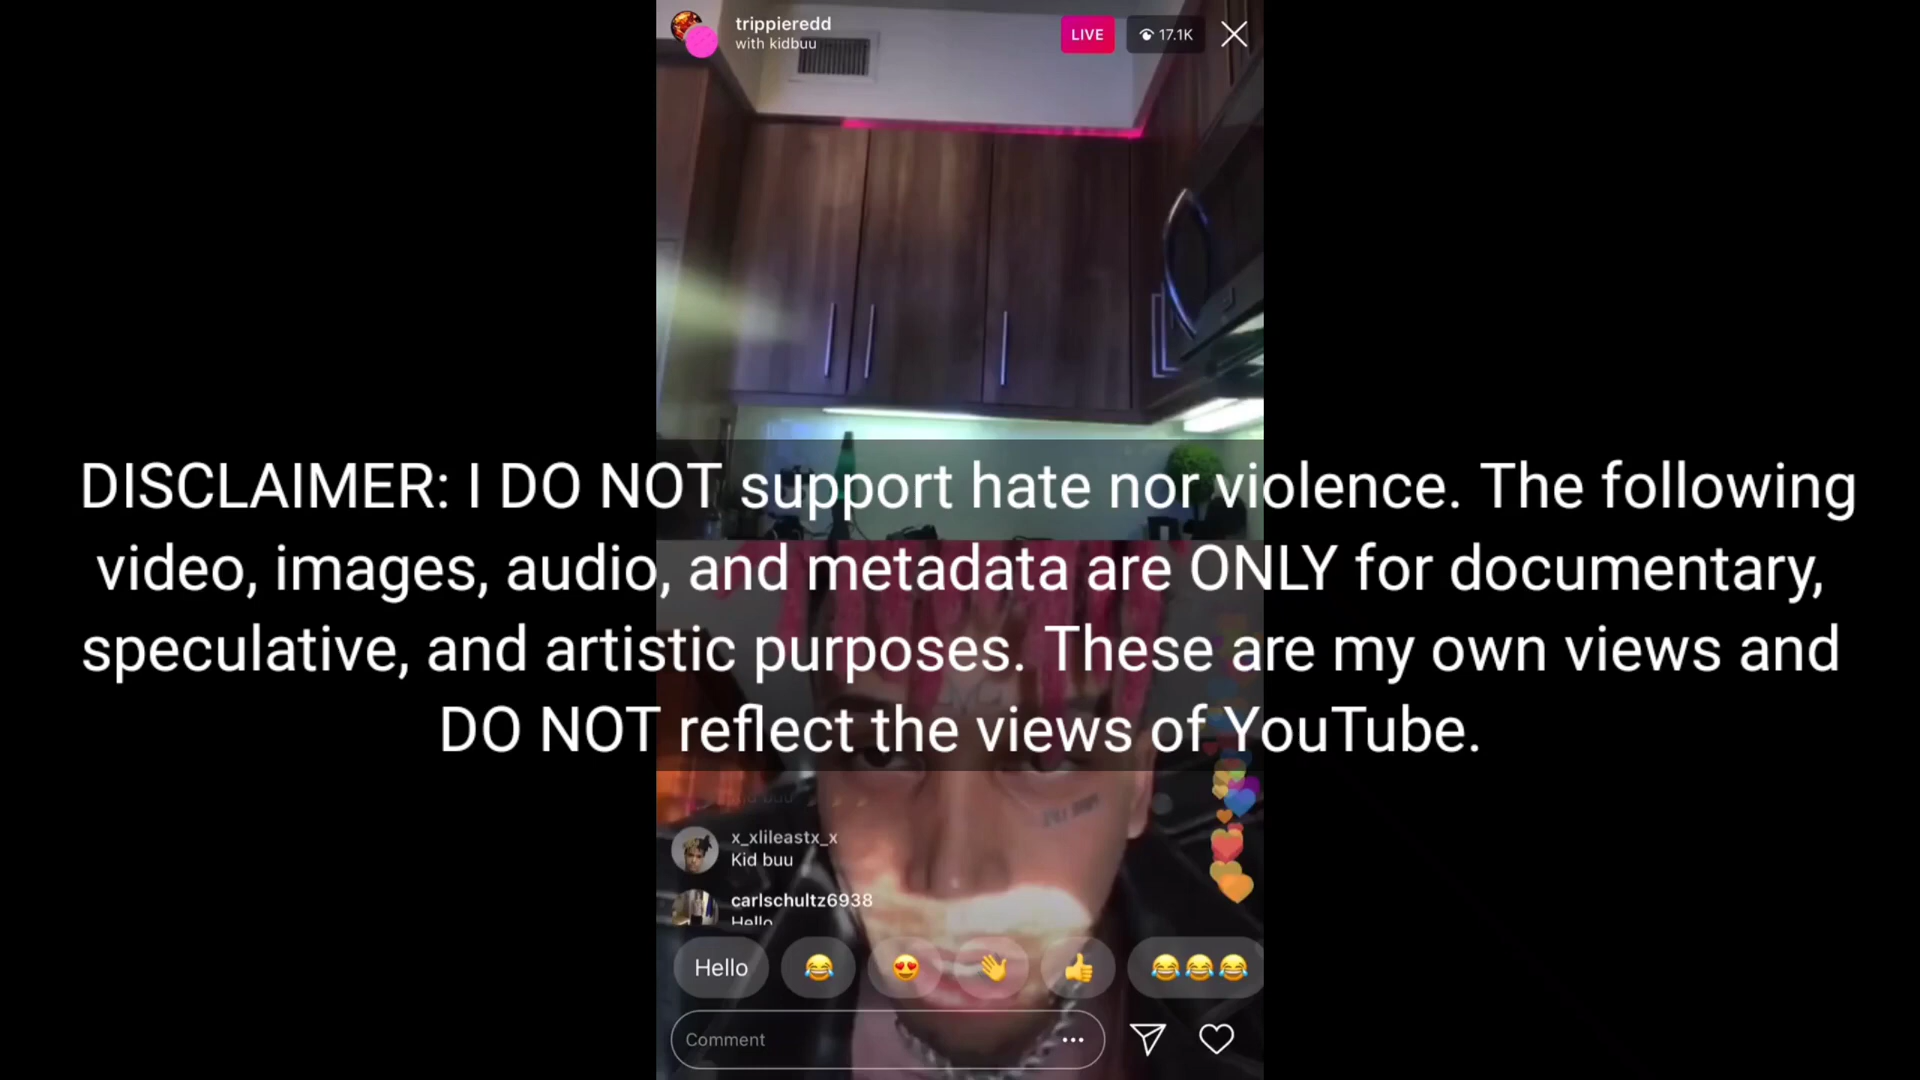 trippieredd
with kidbuu
LIVE
17.1K
DISCLAIMER: I DO NOT support hate nor violence. The following
video, images, audio, and metadata are ONLY for documentary,
speculative, and artistic purposes. These are my own views and
DO NOT reflect the views of YouTube.
x_xlileastx_x
Kid buu
carlschultz6938
Hello
Hello
Comment